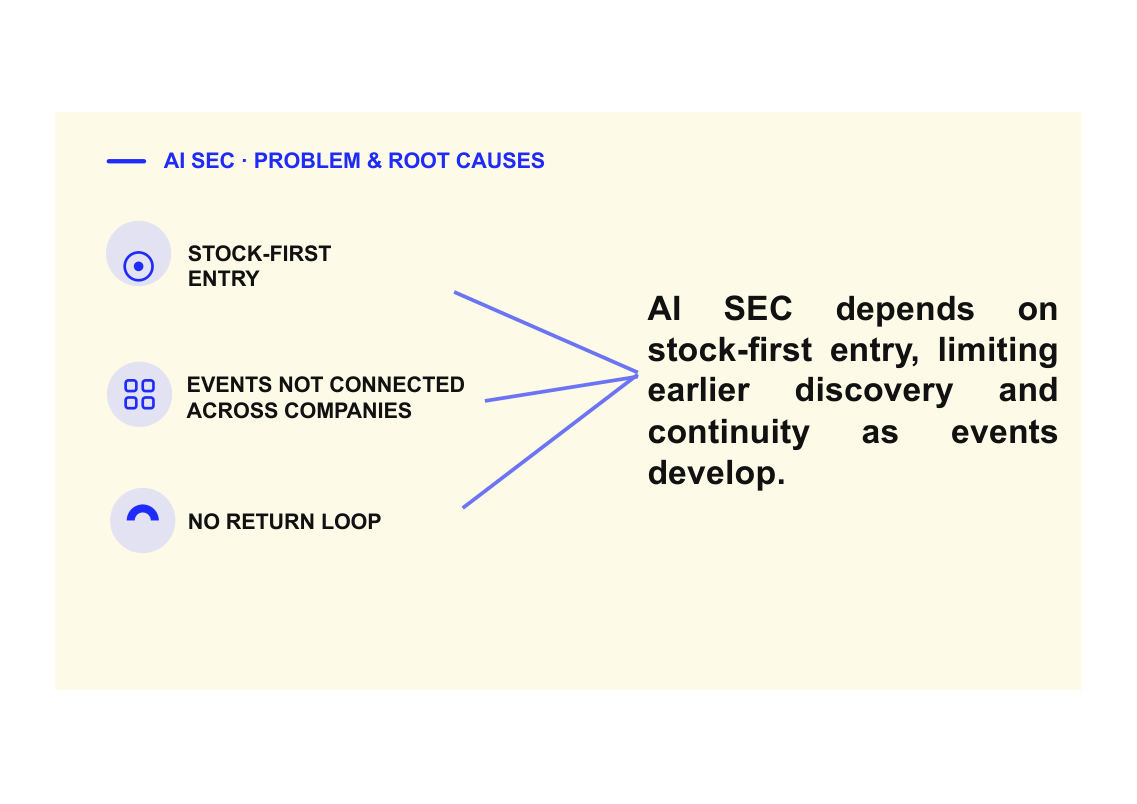 AI SEC · PROBLEM & ROOT CAUSES
STOCK-FIRST
ENTRY
EVENTS NOT CONNECTED
ACROSS COMPANIES
NO RETURN LOOP
AI SEC depends on
stock-first entry, limiting
earlier discovery and
continuity as events
develop.